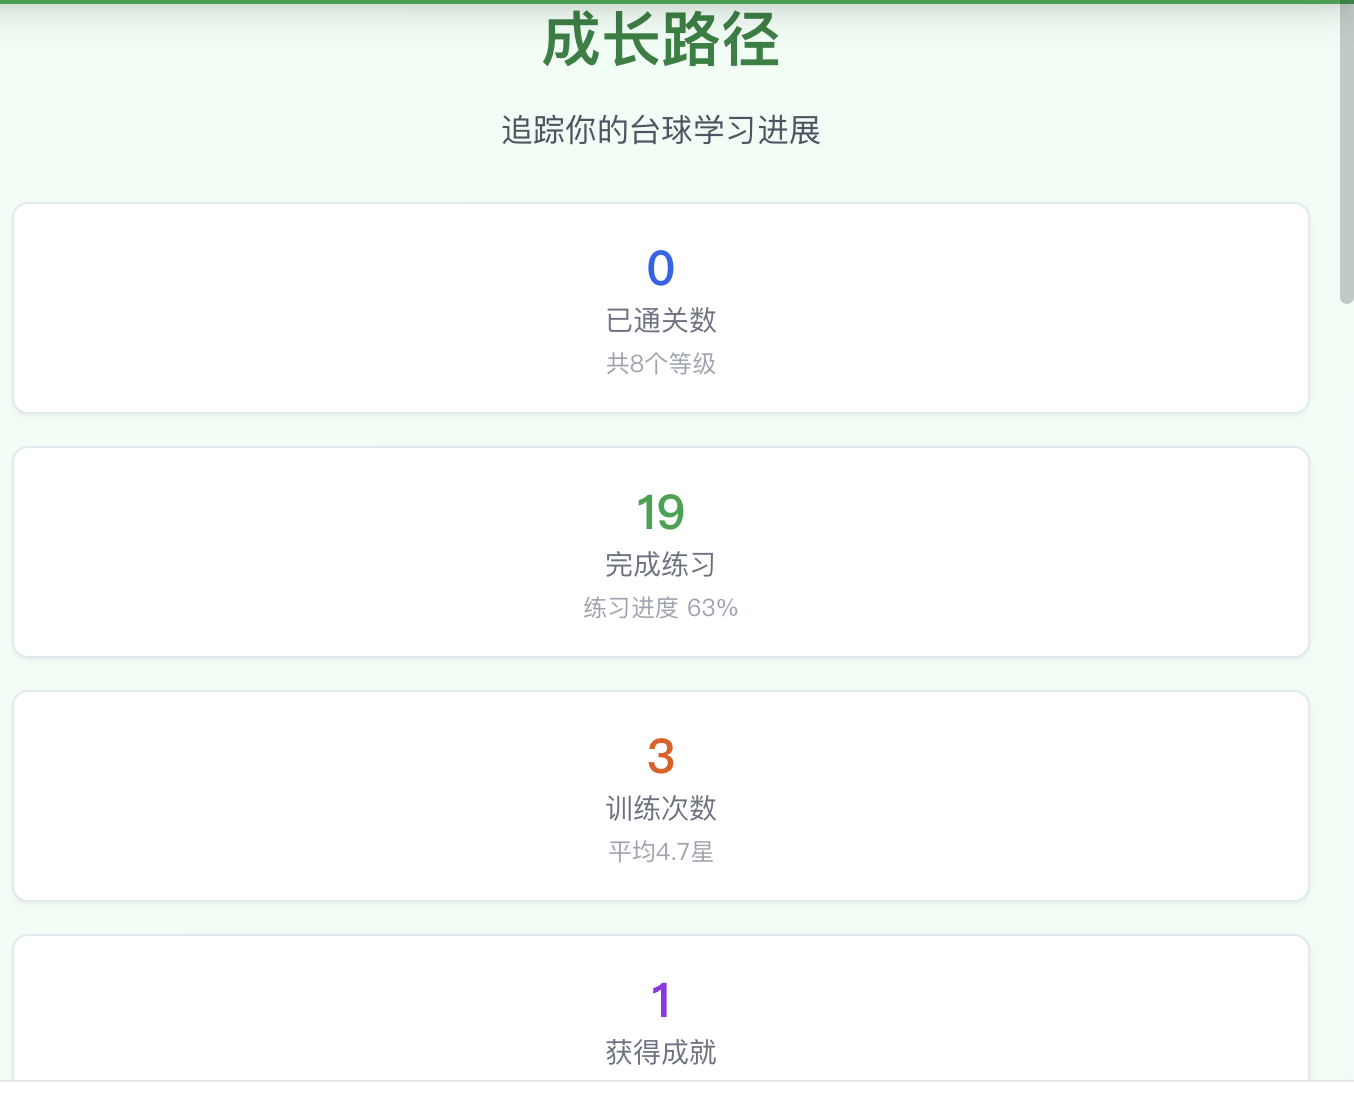 成长路径
追踪你的台球学习进展
0
已通关数
共8个等级
19
完成练习
练习进度 63%
3
训练次数
平均4.7星
1
获得成就